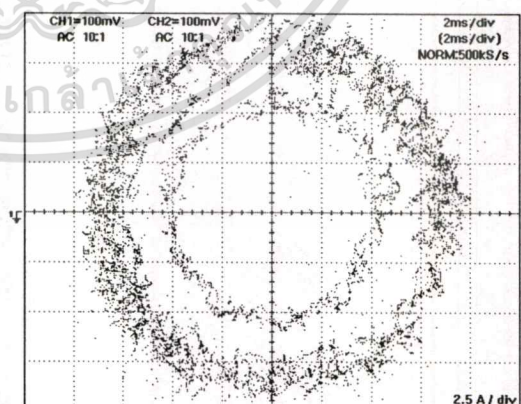 CH1=100mV CH2=100mV 2ms/div
AC 10:1 AC 10:1 (2ms/div)
NORM:500kS/s
2.5 A / div